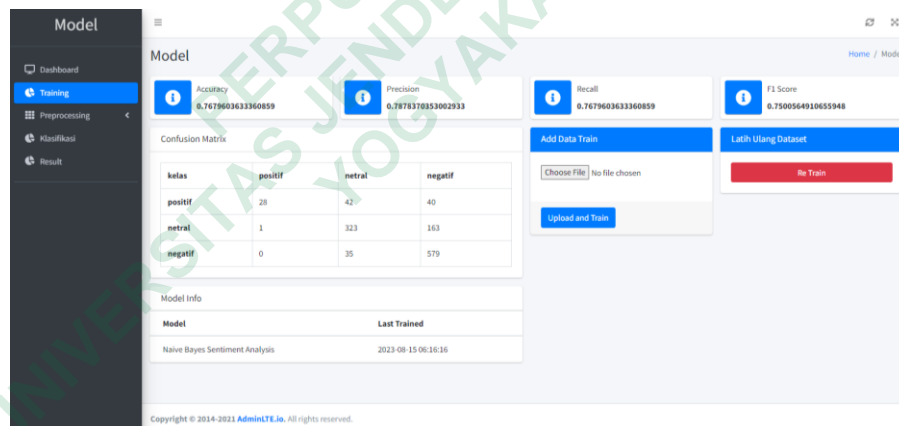 Model
Dashboard
Training
Preprocessing
Klasifikasi
Result
Model
Home / Mode
Accuracy
0.7679603633360859
Precision
0.7878370353002933
Recall
0.7679603633360859
F1 Score
0.7500564910655948
Confusion Matrix
kelas positif netral negatif
positif 28 42 40
netral 1 323 163
negatif 0 35 579
Add Data Train
Choose File No file chosen
Upload and Train
Latih Ulang Dataset
Re Train
Model Info
Model Last Trained
Naive Bayes Sentiment Analysis 2023-08-15 06:16:16
Copyright © 2014-2021 AdminLTE.io. All rights reserved.